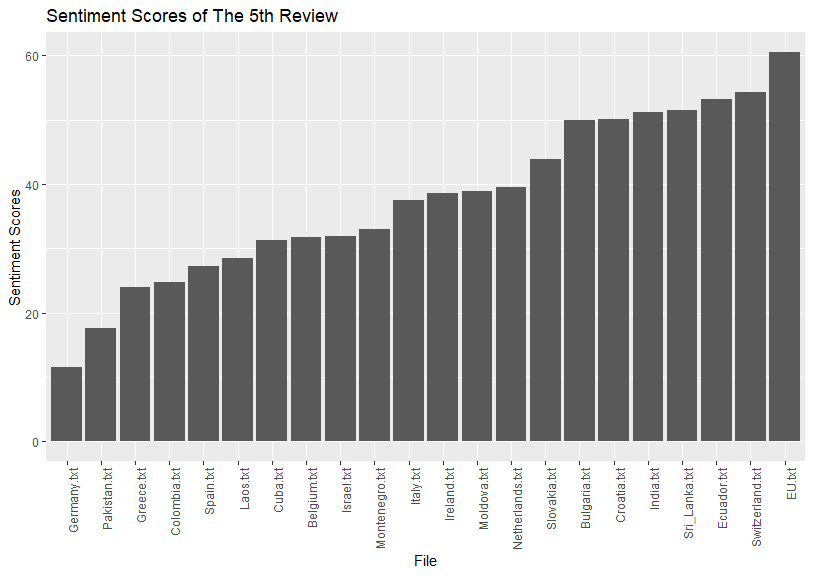 Sentiment Scores of The 5th Review
Sentiment Scores
60
40
20
0
Germany.txt
Pakistan.txt
Greece.txt
Colombia.txt
Spain.txt
Laos.txt
Cuba.txt
Belgium.txt
Israel.txt
Montenegro.txt
Italy.txt
Ireland.txt
Moldova.txt
Netherlands.txt
Slovakia.txt
Bulgaria.txt
Croatia.txt
India.txt
Sri_Lanka.txt
Ecuador.txt
Switzerland.txt
EU.txt
File